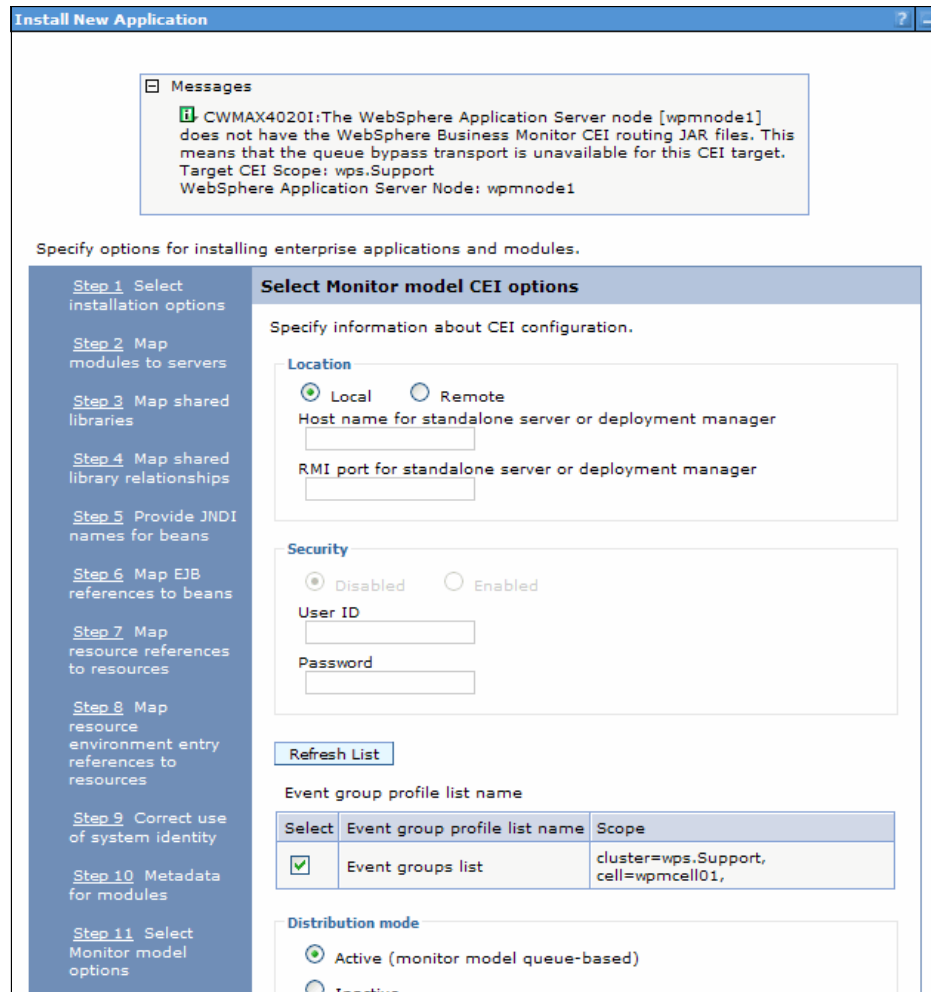 Install New Application
?
Messages
CWMAX4020I:The WebSphere Application Server node [wpmnode1]
does not have the WebSphere Business Monitor CEI routing JAR files. This
means that the queue bypass transport is unavailable for this CEI target.
Target CEI Scope: wps.Support
WebSphere Application Server Node: wpmnode1
Specify options for installing enterprise applications and modules.
Step 1 Select
installation options
Step 2 Map
modules to servers
Step 3 Map shared
libraries
Step 4 Map shared
library relationships
Step 5 Provide JNDI
names for beans
Step 6 Map EJB
references to beans
Step 7 Map
resource references
to resources
Step 8 Map
resource
environment entry
references to
resources
Step 9 Correct use
of system identity
Step 10 Metadata
for modules
Step 11 Select
Monitor model
options
Select Monitor model CEI options
Specify information about CEI configuration.
Location
Local Remote
Host name for standalone server or deployment manager
RMI port for standalone server or deployment manager
Security
Disabled Enabled
User ID
Password
Refresh List
Event group profile list name
Select Event group profile list name Scope
Event groups list cluster=wps.Support,
cell=wpmcell01,
Distribution mode
Active (monitor model queue-based)
Inactive